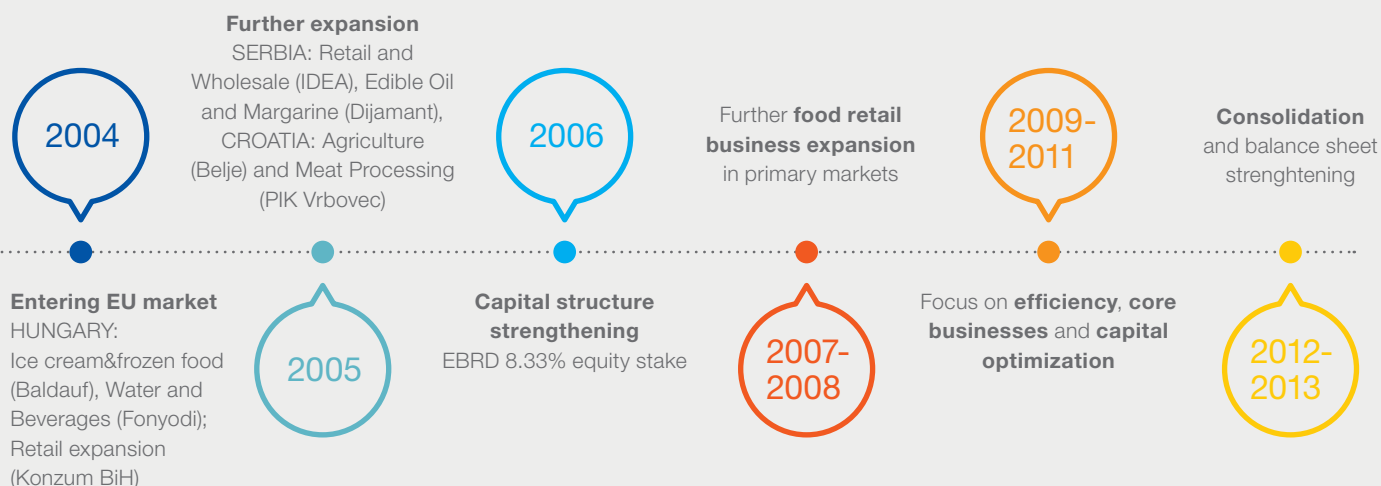 2004
Entering EU market
HUNGARY:
Ice cream&frozen food
(Baldauf), Water and
Beverages (Fonyodi);
Retail expansion
(Konzum BiH)
Further expansion
SERBIA: Retail and
Wholesale (IDEA), Edible Oil
and Margarine (Dijamant),
CROATIA: Agriculture
(Belje) and Meat Processing
(PIK Vrbovec)
2005
2006
Capital structure
strengthening
EBRD 8.33% equity stake
Further food retail
business expansion
in primary markets
2007-
2008
2009-
2011
Focus on efficiency, core
businesses and capital
optimization
Consolidation
and balance sheet
strenghtening
2012-
2013